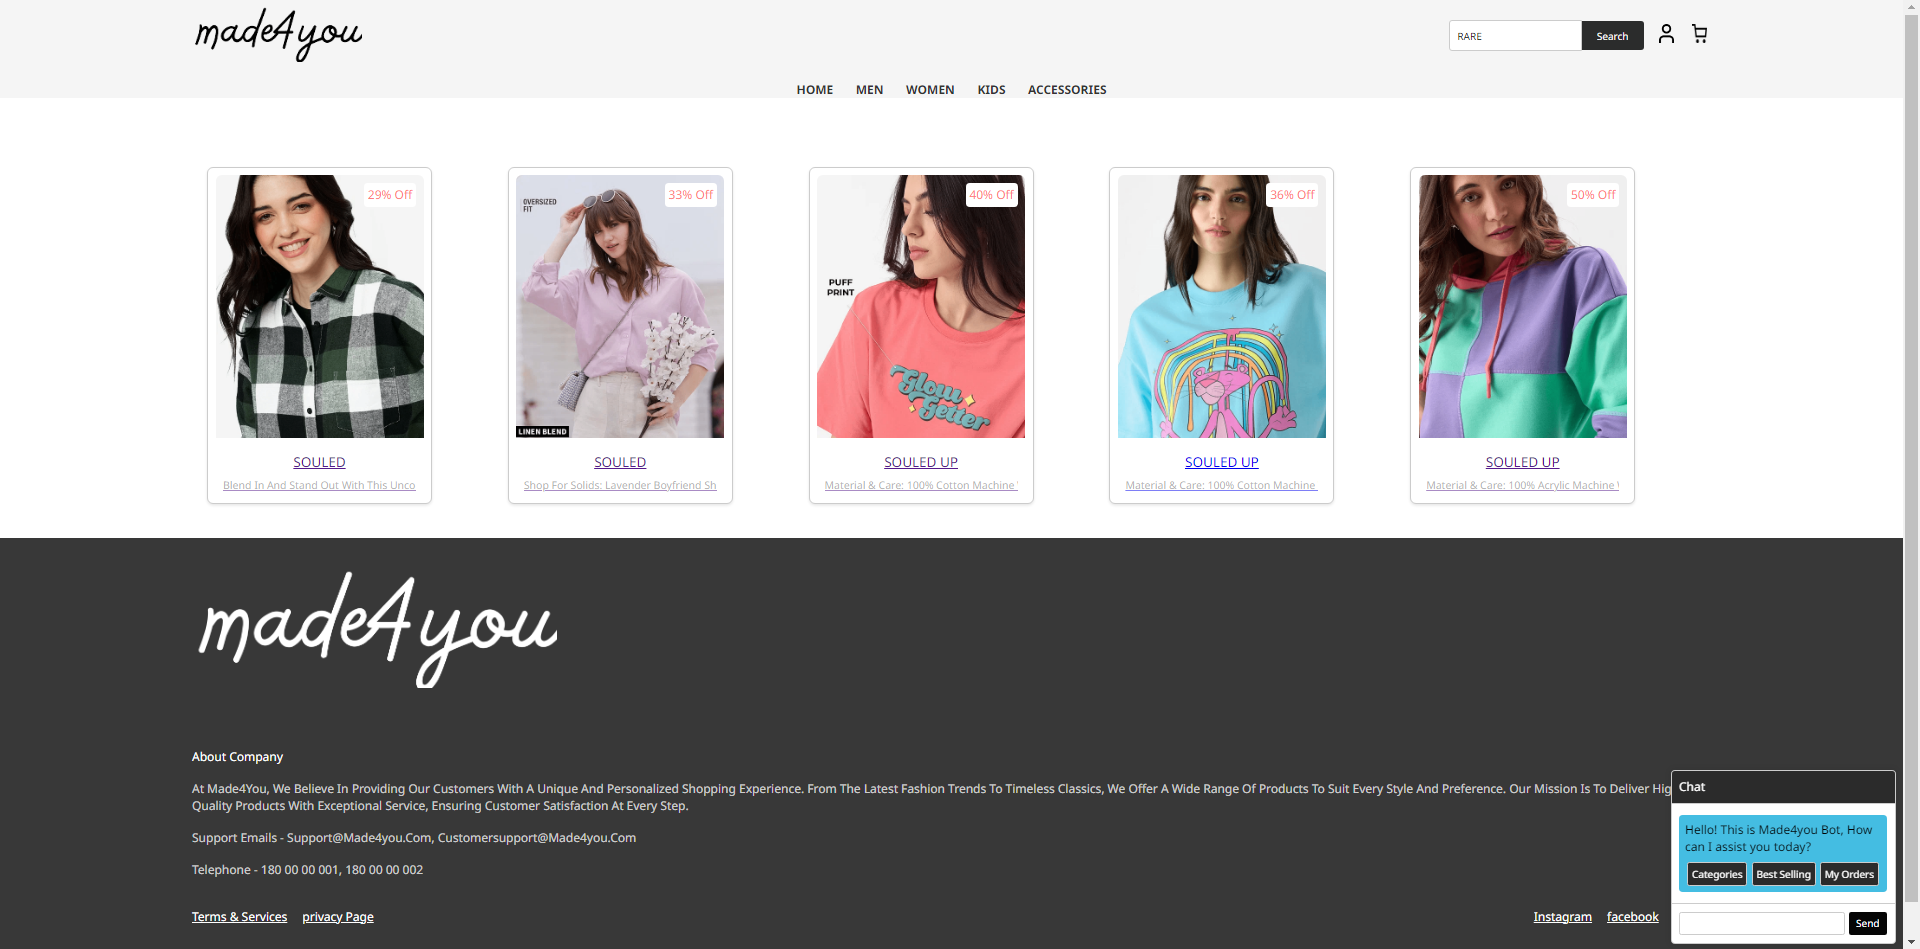 made4you
RARE
Search
HOME
MEN
WOMEN
KIDS
ACCESSORIES
29% Off
SOULED
Blend In And Stand Out With This Unco
OVERSIZED
FIT
33% Off
LINEN BLEND
SOULED
Shop For Solids: Lavender Boyfriend Sh
40% Off
PUFF
PRINT
Glow
Getter
SOULED UP
Material & Care: 100% Cotton Machine
36% Off
SOULED UP
Material & Care: 100% Cotton Machine
50% Off
SOULED UP
Material & Care: 100% Acrylic Machine
made4you
About Company
At Made4You, We Believe In Providing Our Customers With A Unique And Personalized Shopping Experience. From The Latest Fashion Trends To Timeless Classics, We Offer A Wide Range Of Products To Suit Every Style And Preference. Our Mission Is To Deliver Hig
Quality Products With Exceptional Service, Ensuring Customer Satisfaction At Every Step.
Support Emails - Support@Made4you.Com, Customersupport@Made4you.Com
Telephone - 180 00 00 001, 180 00 00 002
Terms & Services
privacy Page
Instagram
facebook
Chat
Hello! This is Made4you Bot, How
can I assist you today?
Categories
Best Selling
My Orders
Send